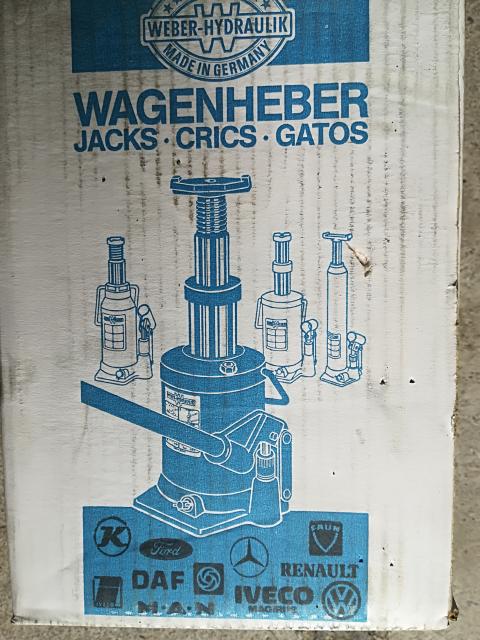 WEBER-HYDRAULIK
MADE IN GERMANY
WAGENHEBER
JACKS · CRICS · GATOS
K
Ford
FAUN
DAF
RENAULT
IVECO
MAGIRUS
M·A·N